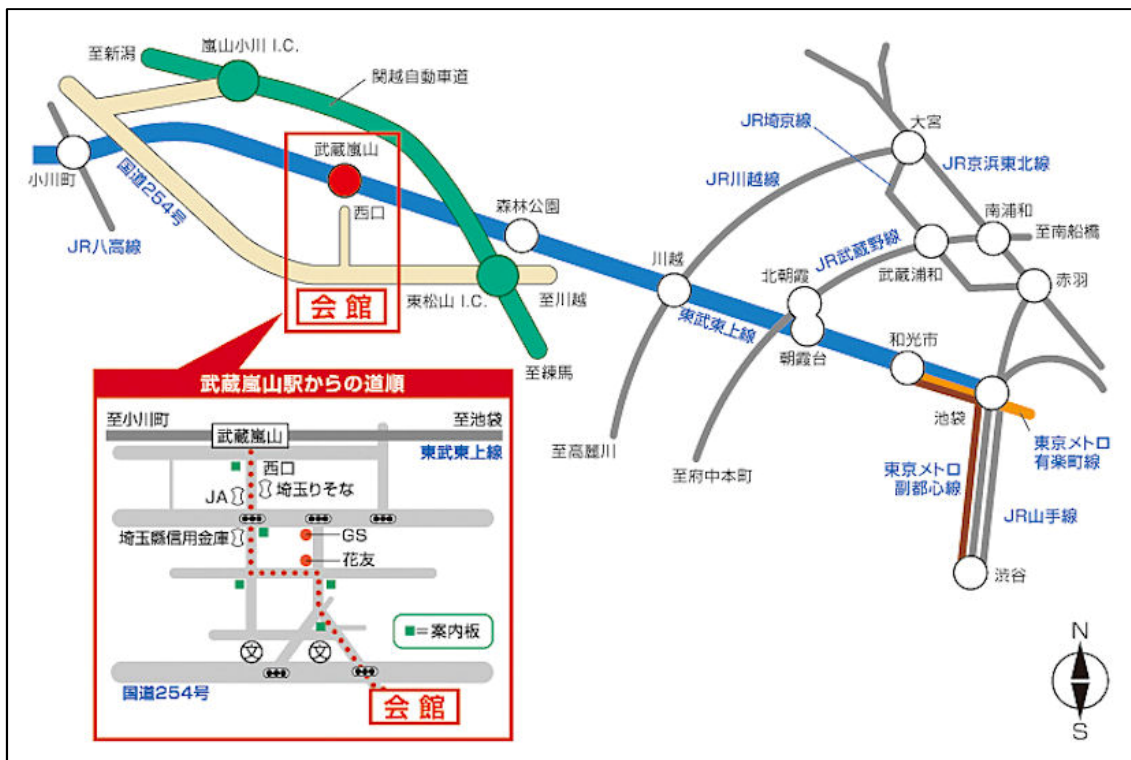 至新潟
嵐山小川 I.C.
関越自動車道
小川町
国道254号
JR八高線
武蔵嵐山
西口
会館
森林公園
東松山 I.C.
至川越
至練馬
川越
JR川越線
至高麗川
東武東上線
JR埼京線
大宮
JR京浜東北線
南浦和
至南船橋
JR武蔵野線
武蔵浦和
赤羽
北朝霞
朝霞台
至府中本町
和光市
池袋
東京メトロ
有楽町線
東京メトロ
副都心線
JR山手線
渋谷
N
S
武蔵嵐山駅からの道順
至小川町
至池袋
武蔵嵐山
東武東上線
西口
JA
埼玉りそな
埼玉縣信用金庫
GS
花友
■=案内板
文
文
国道254号
会館